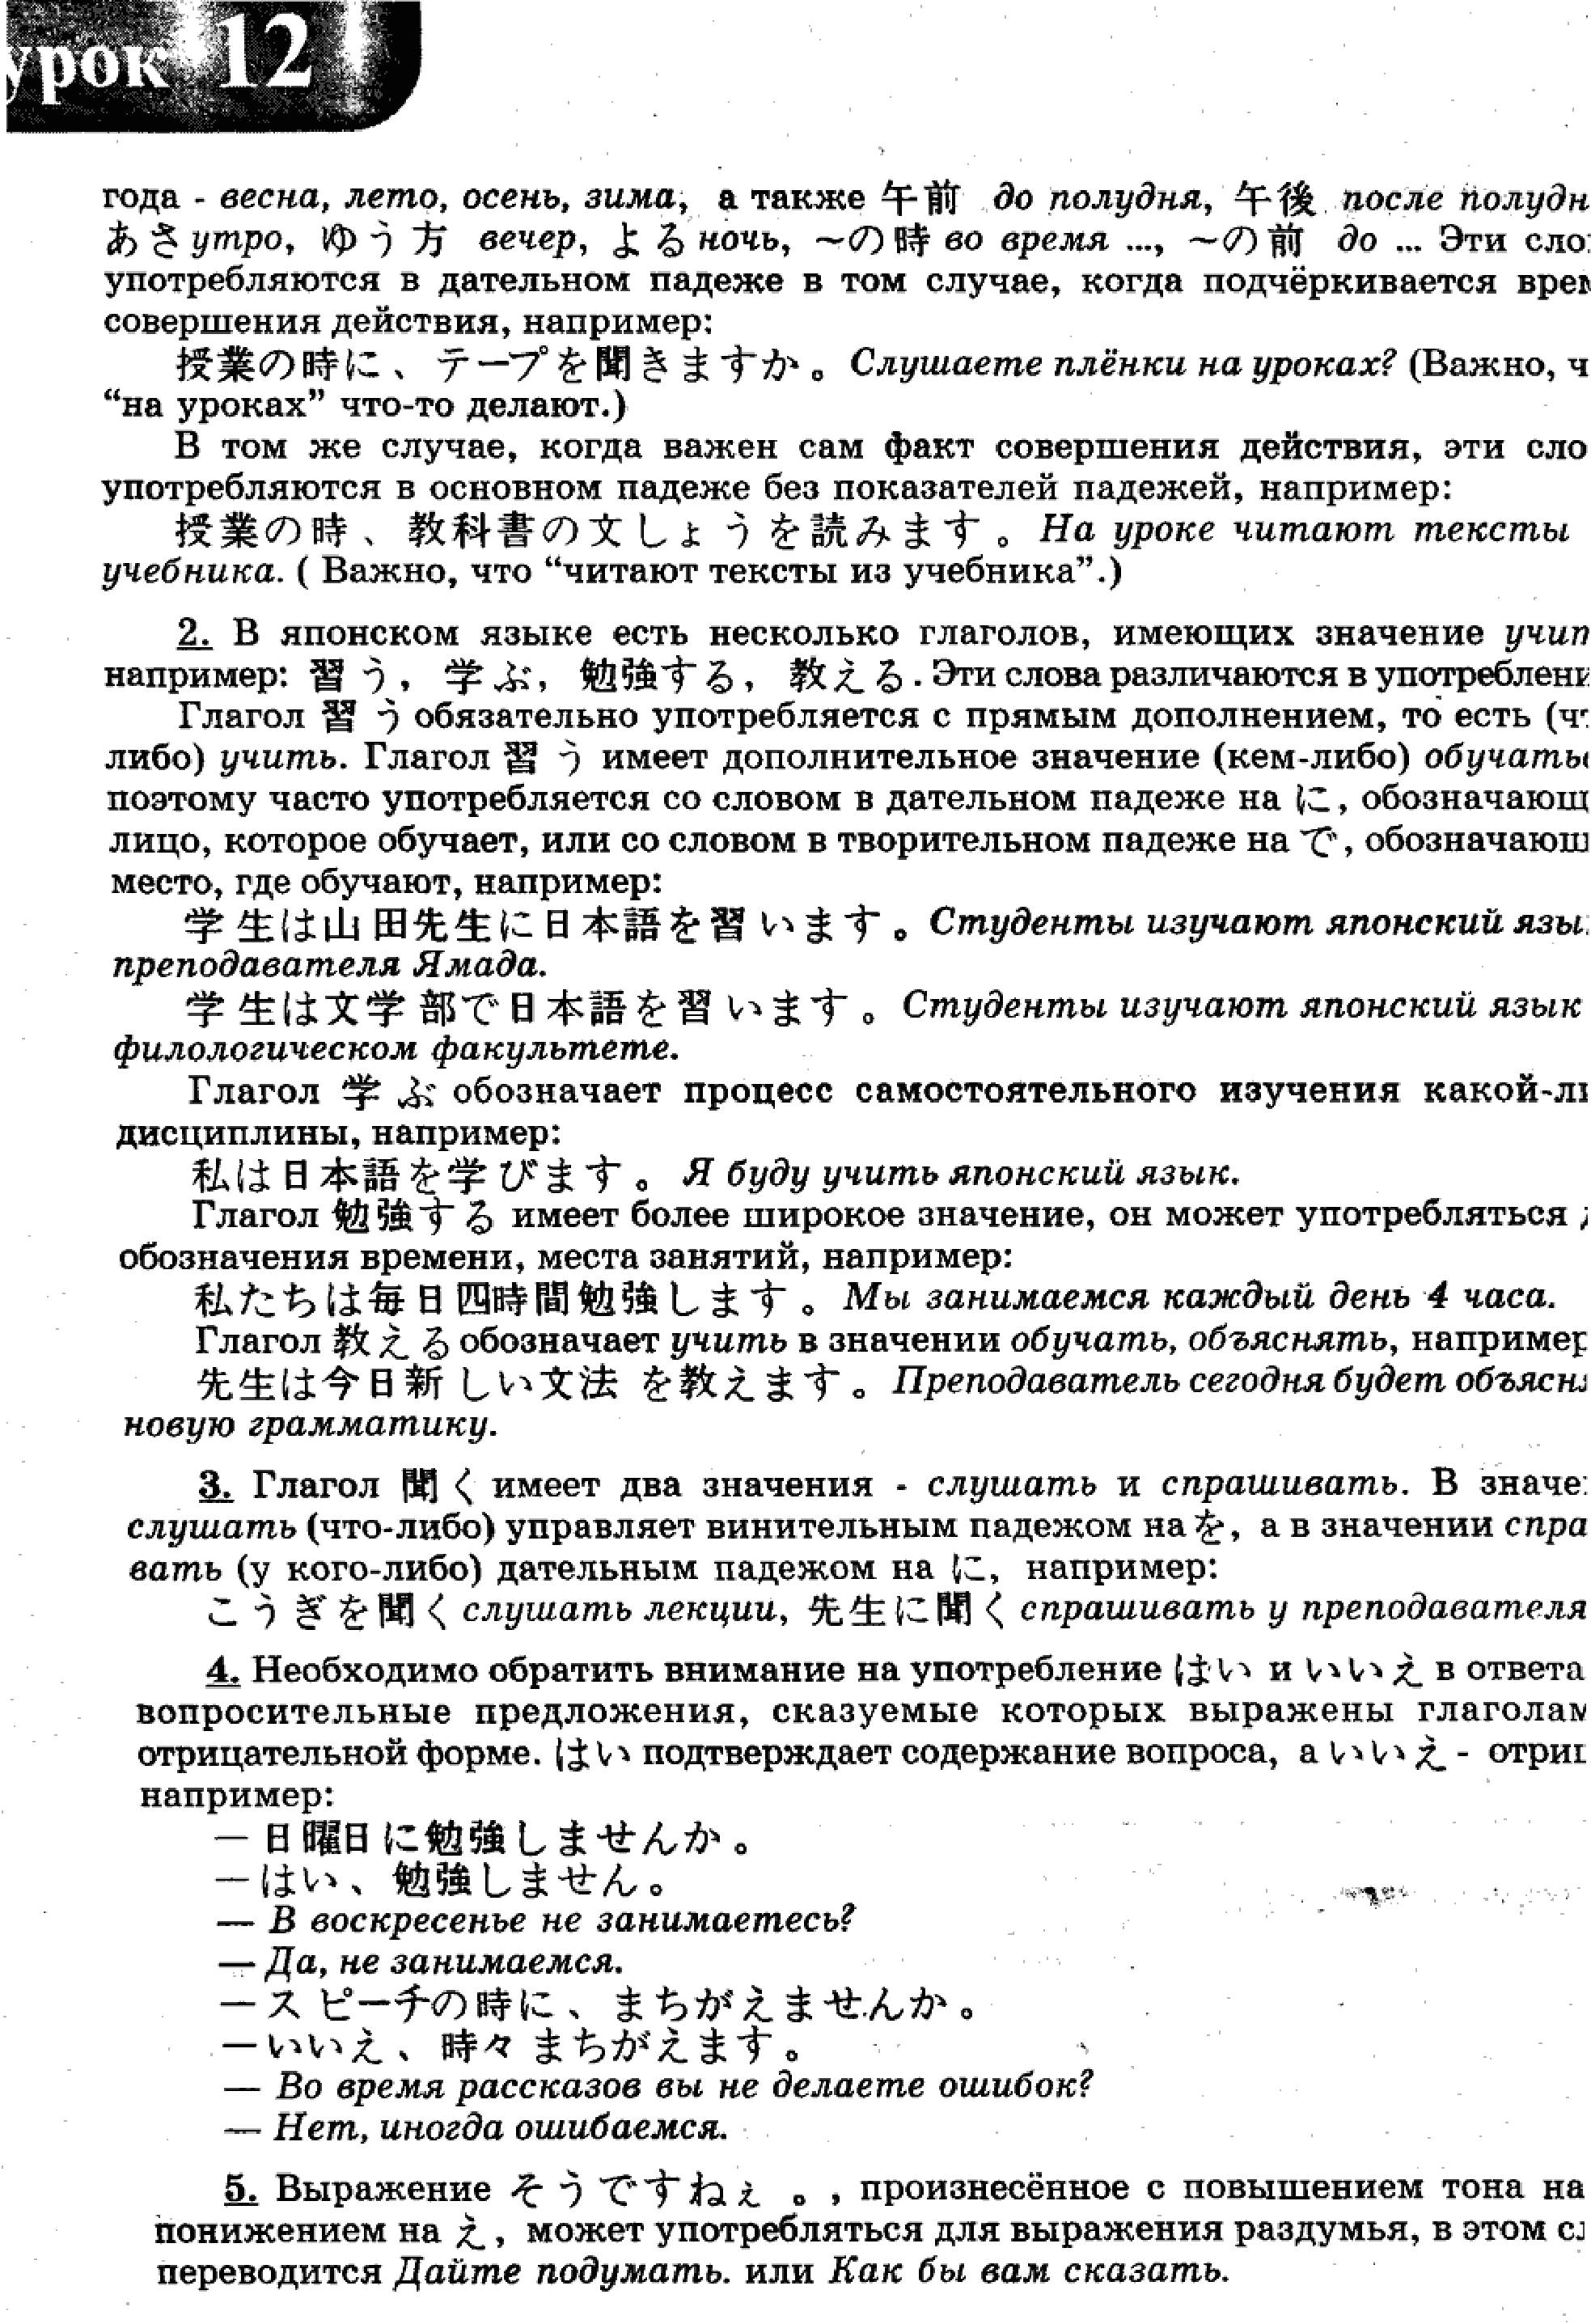 урок 12
года - весна, лето, осень, зима, а также 午前 до полудня, 午後 после
あさ утро, ゆう方 вечер, よる ночь, ～の時 во время ..., ～の前 до ... Эти
употребляются в дательном падеже в том случае, когда подчёркивается
совершения действия, например:
授業の時に、テープを聞きますか。Слушаете плёнки на уроках? (Важно,
“на уроках” что-то делают.)
В том же случае, когда важен сам факт совершения действия, эти
употребляются в основном падеже без показателей падежей, например:
授業の時、教科書の文しょうを読みます。На уроке читают тексты
учебника. ( Важно, что “читают тексты из учебника”.)
2. В японском языке есть несколько глаголов, имеющих значение
например: 習う, 学ぶ, 勉強する, 教える. Эти слова различаются в
Глагол 習う обязательно употребляется с прямым дополнением, то есть
либо) учить. Глагол 習う имеет дополнительное значение (кем-либо)
поэтому часто употребляется со словом в дательном падеже на に,
лицо, которое обучает, или со словом в творительном падеже на で,
место, где обучают, например:
学生は山田先生に日本語を習います。Студенты изучают японский
преподавателя Ямада.
学生は文学部で日本語を習います。Студенты изучают японский язык
филологическом факультете.
Глагол 学ぶ обозначает процесс самостоятельного изучения
дисциплины, например:
私は日本語を学びます。Я буду учить японский язык.
Глагол 勉強する имеет более широкое значение, он может употребляться
обозначения времени, места занятий, например:
私たちは毎日四時間勉強します。Мы занимаемся каждый день 4 часа.
Глагол 教える обозначает учить в значении обучать, объяснять,
先生は今日新しい文法を教えます。Преподаватель сегодня будет
новую грамматику.
3. Глагол 聞く имеет два значения - слушать и спрашивать. В
слушать (что-либо) управляет винительным падежом на を, а в значении спра
вать (у кого-либо) дательным падежом на に, например:
こうぎを聞く слушать лекции, 先生に聞く спрашивать у преподавателя
4. Необходимо обратить внимание на употребление はい и いいえ в ответа
вопросительные предложения, сказуемые которых выражены
отрицательной форме. はい подтверждает содержание вопроса, а いいえ -
например:
— 日曜日に勉強しませんか。
— はい、勉強しません。
— В воскресенье не занимаетесь?
— Да, не занимаемся.
— スピーチの時に、まちがえませんか。
— いいえ、時々まちがえます。
— Во время рассказов вы не делаете ошибок?
— Нет, иногда ошибаемся.
5. Выражение そうですねぇ。, произнесённое с повышением тона на
понижением на え, может употребляться для выражения раздумья, в этом
переводится Дайте подумать. или Как бы вам сказать.